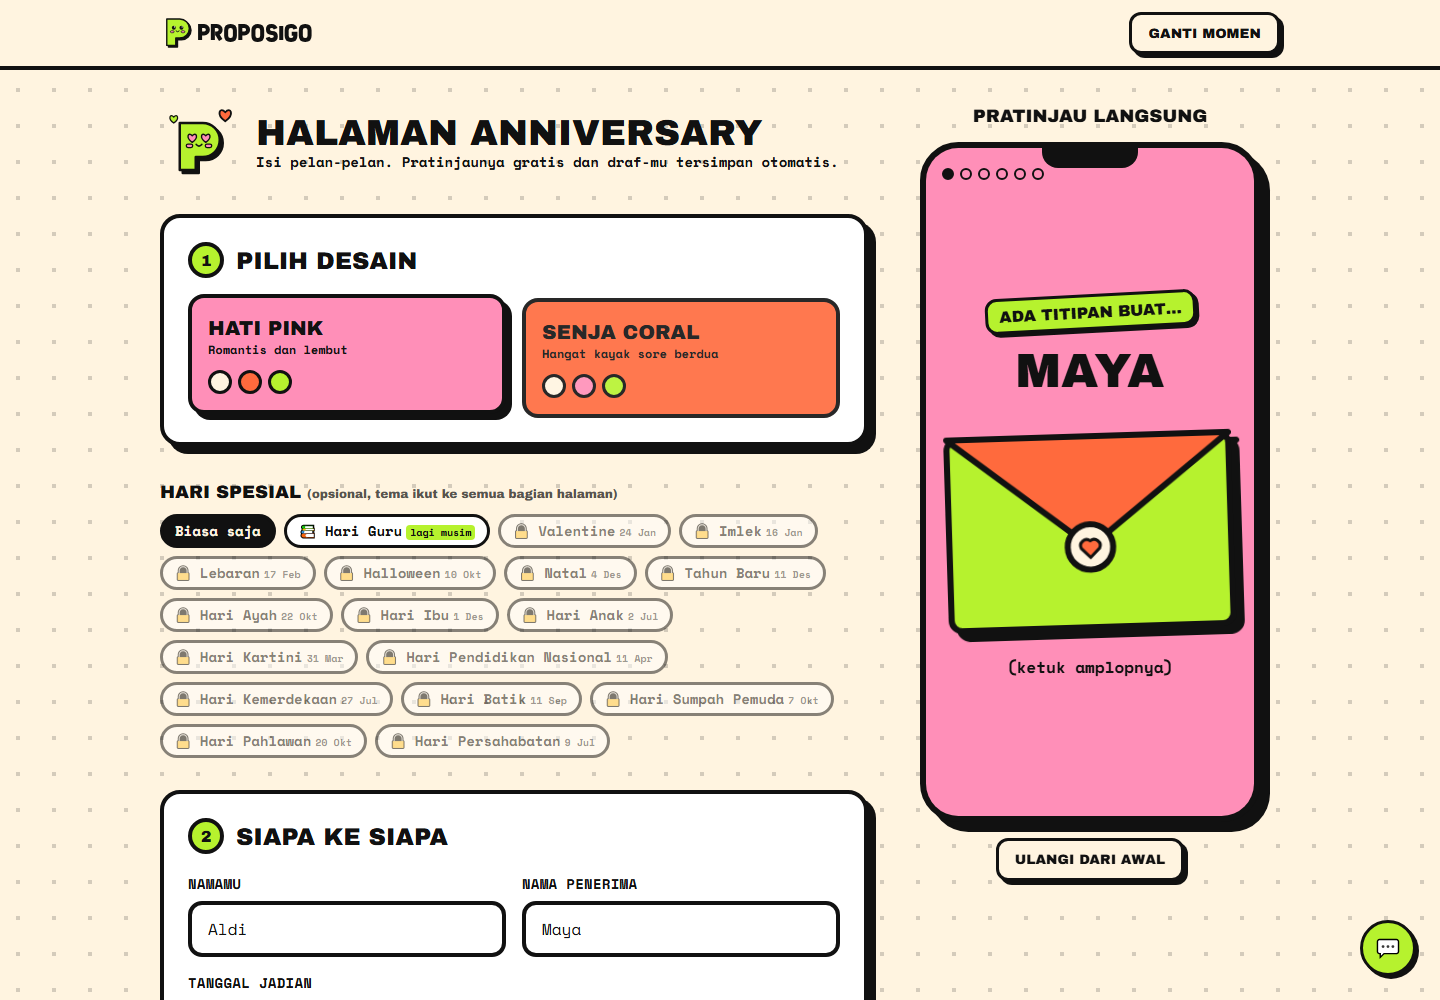 PROPOSIGO
GANTI MOMEN
HALAMAN ANNIVERSARY
Isi pelan-pelan. Pratinjaunya gratis dan draf-mu tersimpan otomatis.
1 PILIH DESAIN
HATI PINK
Romantis dan lembut
SENJA CORAL
Hangat kayak sore berdua
HARI SPESIAL (opsional, tema ikut ke semua bagian halaman)
Biasa saja
Hari Guru lagi musim
Valentine 24 Jan
Imlek 16 Jan
Lebaran 17 Feb
Halloween 10 Okt
Natal 4 Des
Tahun Baru 11 Des
Hari Ayah 22 Okt
Hari Ibu 1 Des
Hari Anak 2 Jul
Hari Kartini 31 Mar
Hari Pendidikan Nasional 11 Apr
Hari Kemerdekaan 27 Jul
Hari Batik 11 Sep
Hari Sumpah Pemuda 7 Okt
Hari Pahlawan 20 Okt
Hari Persahabatan 9 Jul
2 SIAPA KE SIAPA
NAMAMU
Aldi
NAMA PENERIMA
Maya
TANGGAL JADIAN
PRATINJAU LANGSUNG
ADA TITIPAN BUAT...
MAYA
(ketuk amplopnya)
ULANGI DARI AWAL